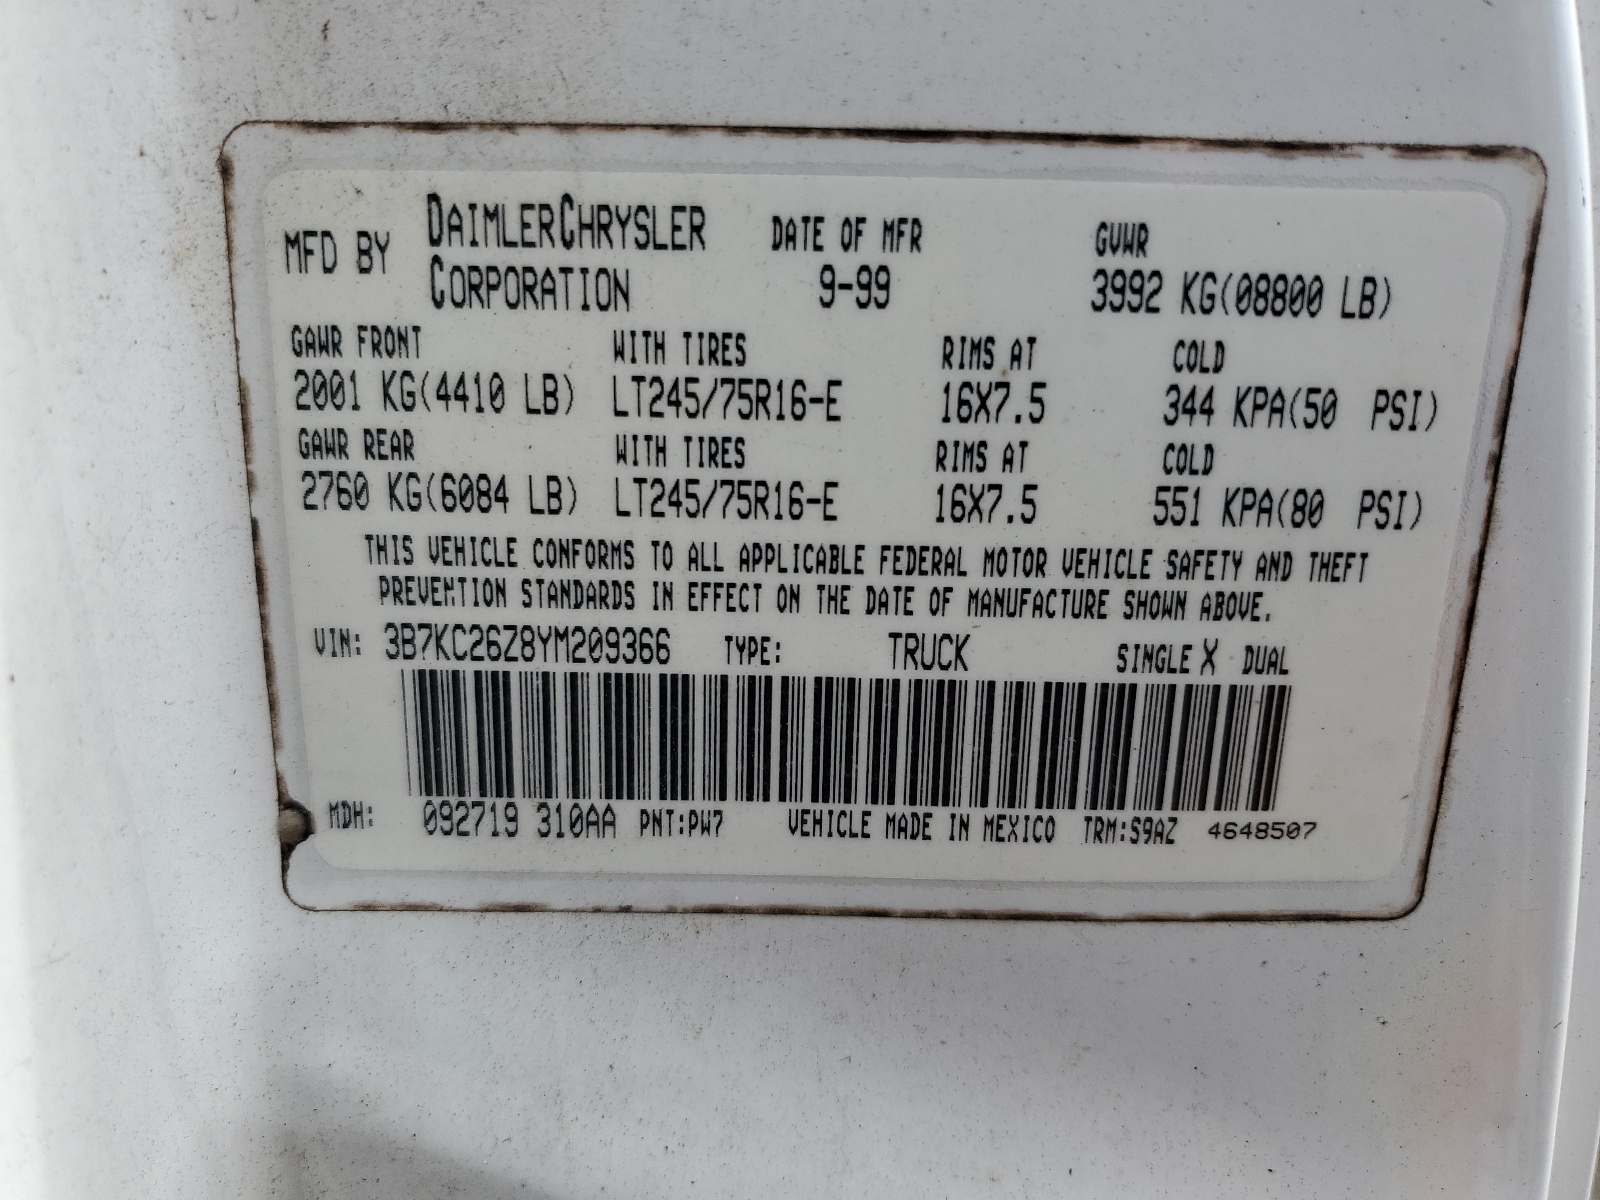 MFD BY DAIMLERCHRYSLER CORPORATION DATE OF MFR 9-99 GVWR 3992 KG(08800 LB)
GAWR FRONT WITH TIRES RIMS AT COLD
2001 KG(4410 LB) LT245/75R16-E 16X7.5 344 KPA(50 PSI)
GAWR REAR WITH TIRES RIMS AT COLD
2760 KG(6084 LB) LT245/75R16-E 16X7.5 551 KPA(80 PSI)
THIS VEHICLE CONFORMS TO ALL APPLICABLE FEDERAL MOTOR VEHICLE SAFETY AND THEFT
PREVENTION STANDARDS IN EFFECT ON THE DATE OF MANUFACTURE SHOWN ABOVE.
VIN: 3B7KC26Z8YM209366 TYPE: TRUCK SINGLE X DUAL
MDH: 092719 310AA PNT:PW7 VEHICLE MADE IN MEXICO TRM:S9AZ 4648507